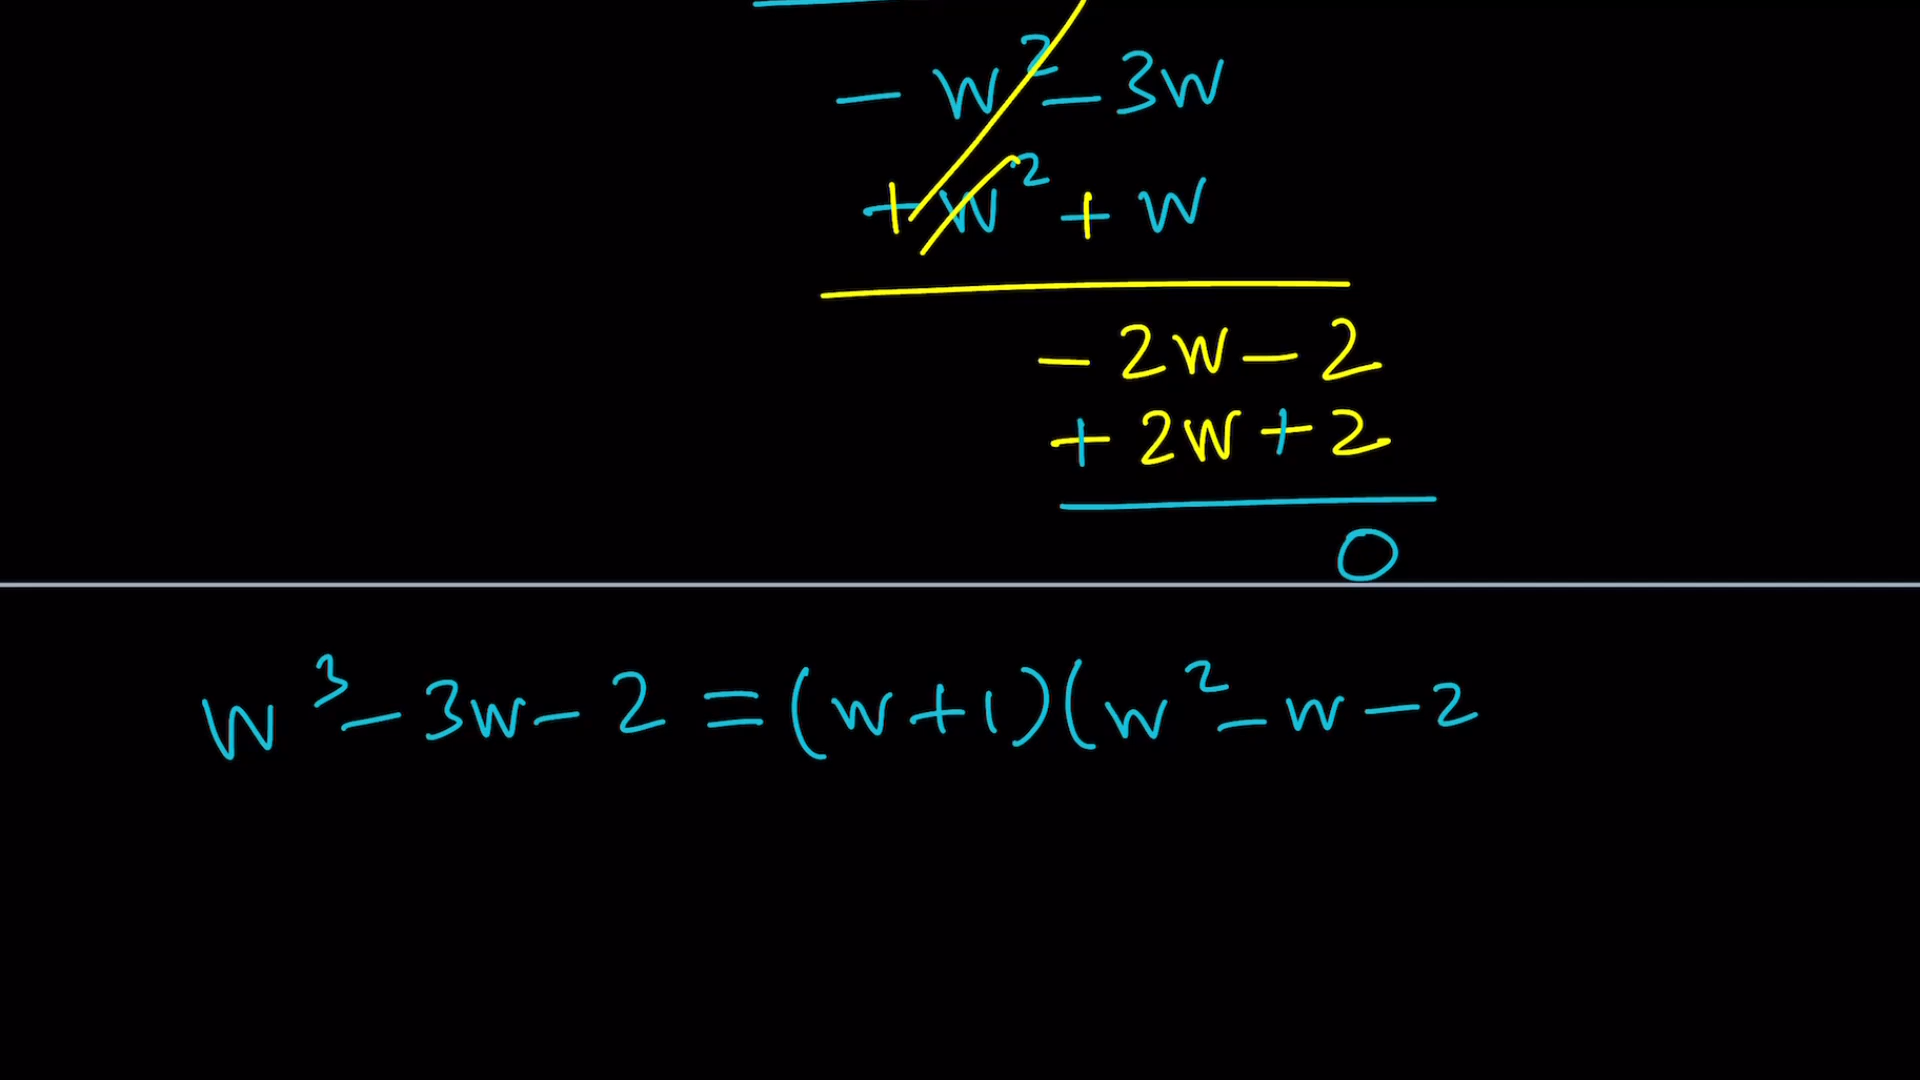 - w² - 3w
+ w² + w
- 2w - 2
+ 2w + 2
0
w³ - 3w - 2 = (w+1)(w² - w - 2